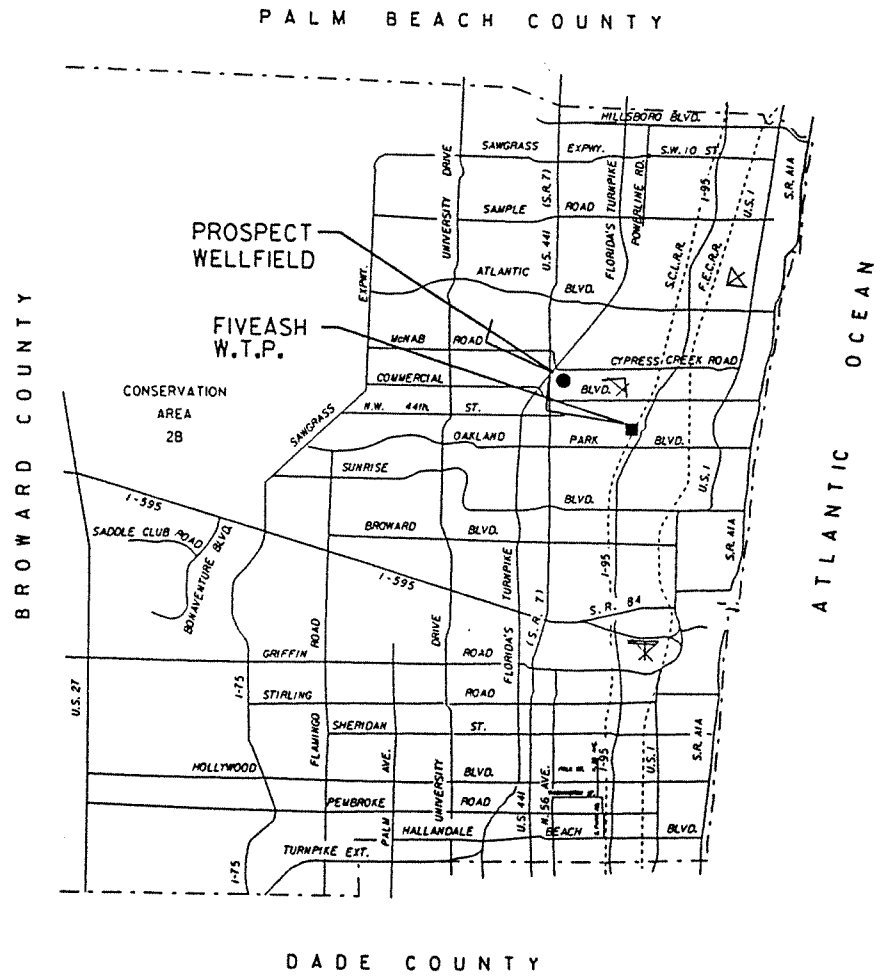 PALM BEACH COUNTY
HILLSBORO BLVD.
SAWGRASS EXPWY. S.W. 10 ST
UNIVERSITY DRIVE
U.S. 441 (S.R. 7)
FLORIDA'S TURNPIKE
POWERLINE RD.
I-95
U.S. 1
S.R. A1A
SAMPLE ROAD
PROSPECT
WELLFIELD
S.C.L.R.R.
F.E.C.R.R.
ATLANTIC BLVD.
EXPWY.
FIVEASH
W.T.P.
McNAB ROAD
CYPRESS CREEK ROAD
COMMERCIAL BLVD.
CONSERVATION
AREA
2B
N.W. 44th. ST.
SAWGRASS
OAKLAND PARK BLVD.
SUNRISE BLVD.
U.S. 1
I-595
SADDLE CLUB ROAD
BONAVENTURE BLVD.
BROWARD BLVD.
I-95
S.R. A1A
I-595
FLORIDA'S TURNPIKE
(S.R. 7)
S.R. 84
BROWARD COUNTY
ATLANTIC OCEAN
GRIFFIN ROAD
UNIVERSITY DRIVE
STIRLING ROAD
U.S. 27
I-75
FLAMINGO ROAD
SHERIDAN ST.
PALM AVE.
HOLLYWOOD BLVD.
U.S. 441
N. 56 AVE.
I-95
U.S. 1
S.R. A1A
PEMBROKE ROAD
HALLANDALE BEACH BLVD.
TURNPIKE EXT.
I-75
DADE COUNTY